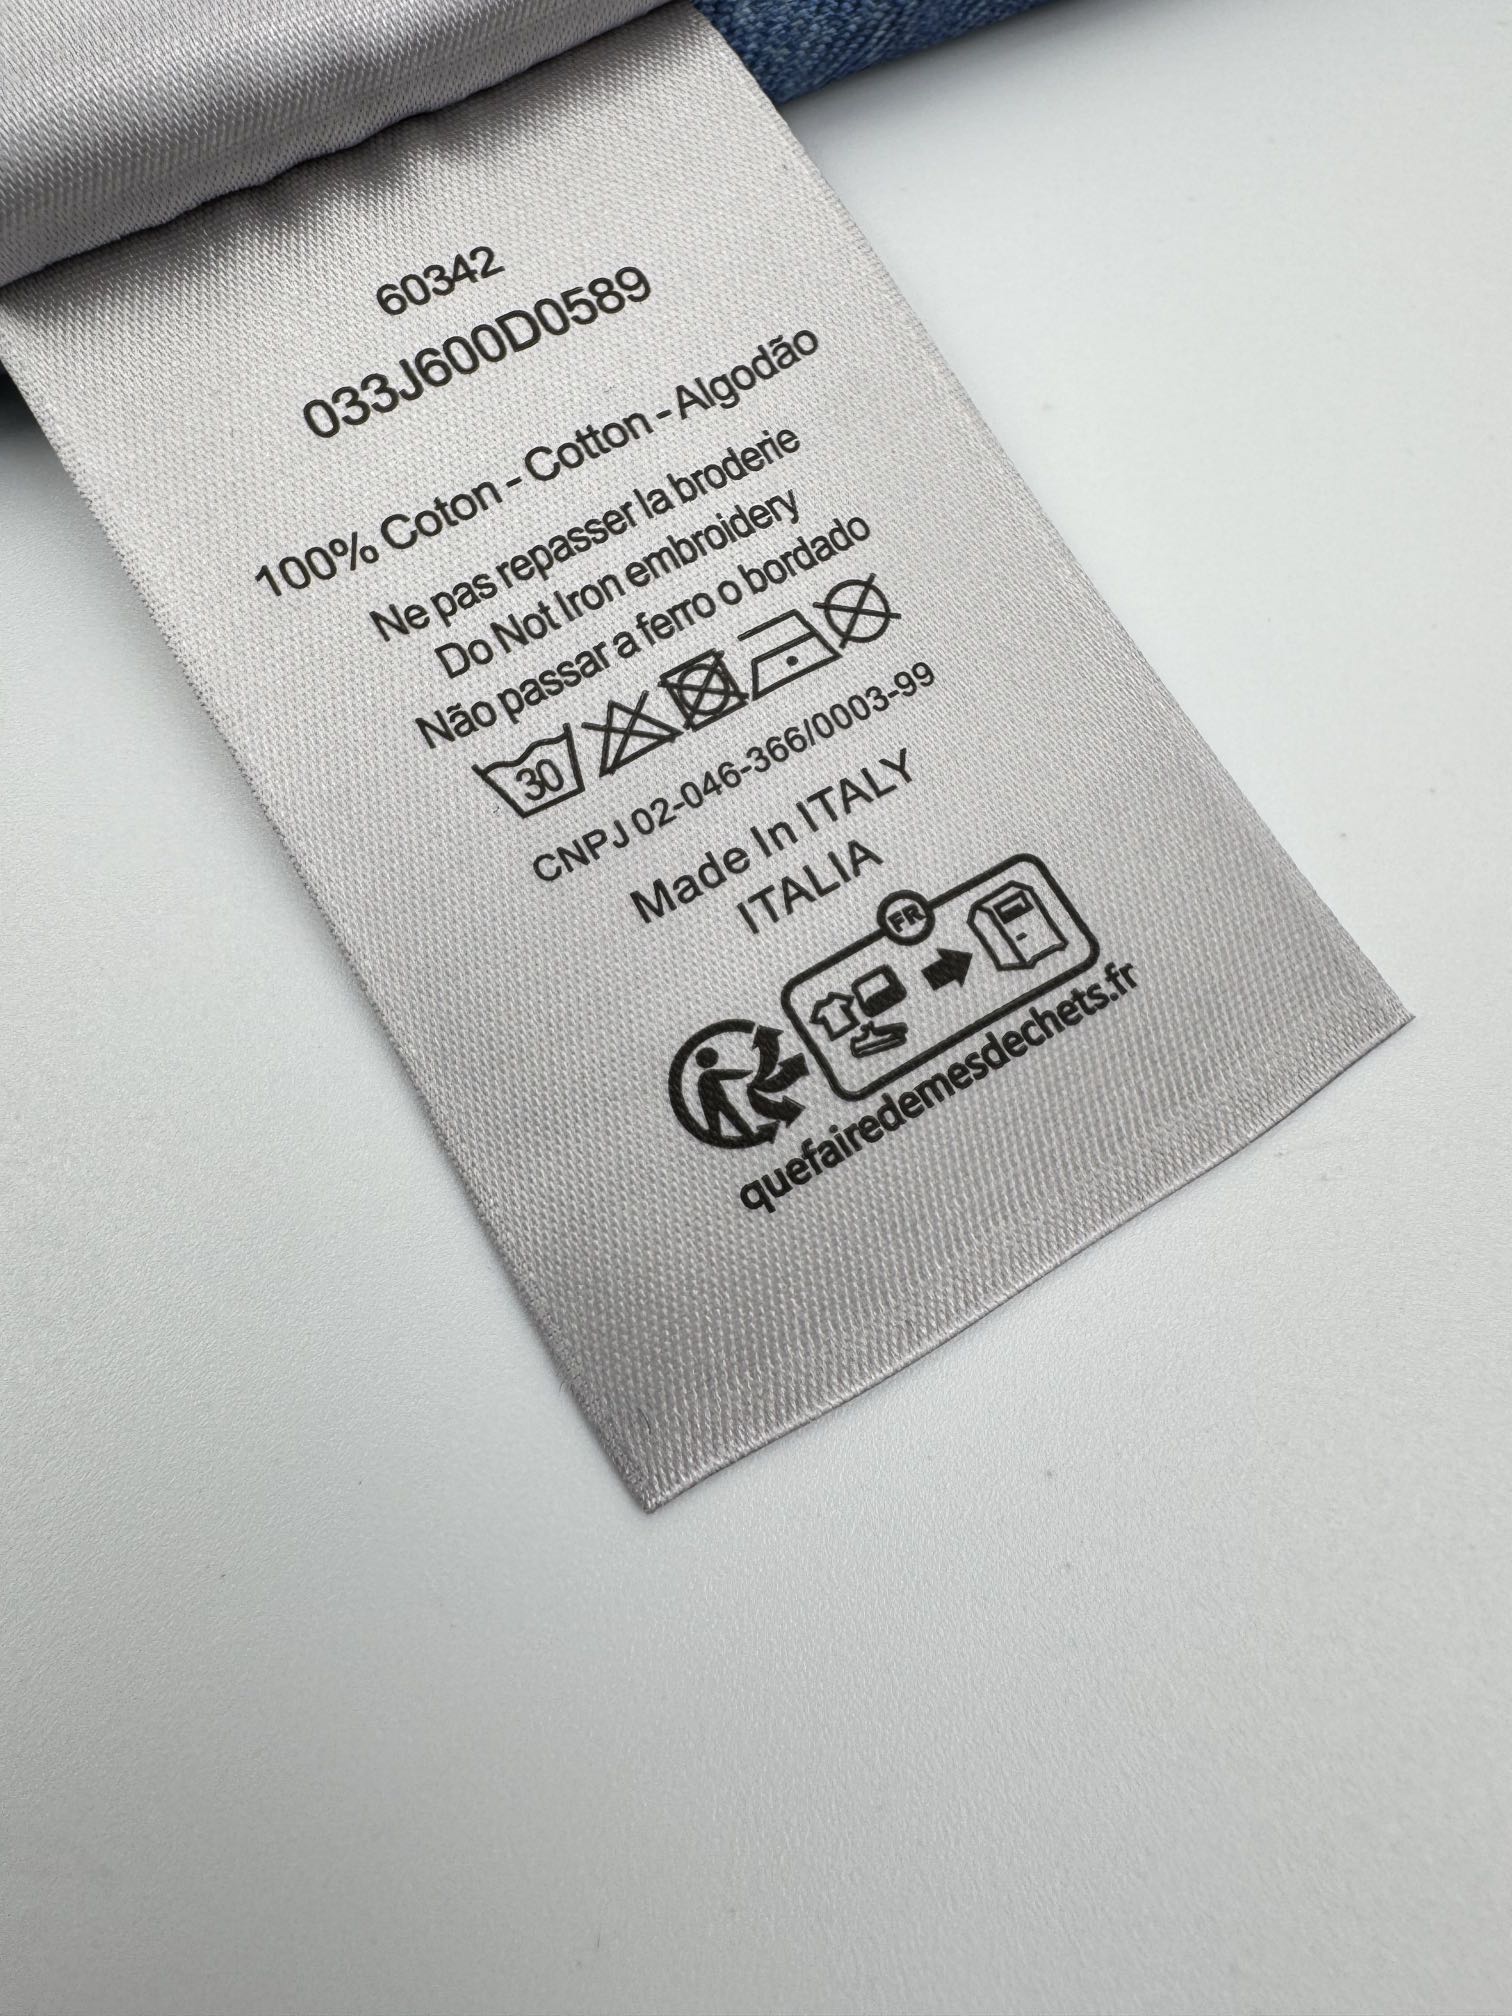 60342
033J600D0589
100% Coton - Cotton - Algodão
Ne pas repasser la broderie
Do Not Iron embroidery
Não passar a ferro o bordado
30
CNPJ 02-046-366/0003-99
Made In ITALY
ITALIA
FR
quefairedemesdechets.fr